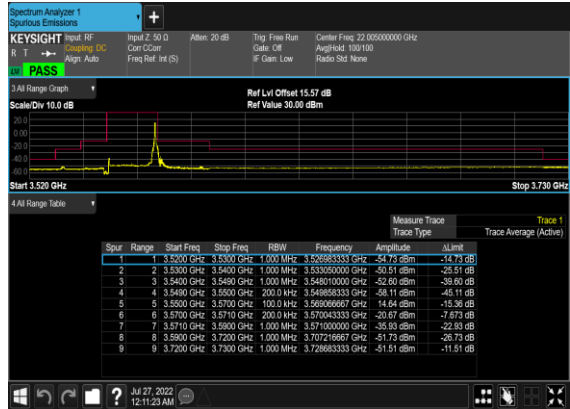 Spectrum Analyzer 1
Spurious Emissions
KEYSIGHT Input: RF Input Z: 50 Ω Atten: 20 dB Trig: Free Run Center Freq: 22.005000000 GHz
R T Coupling: DC Corr CCorr Gate: Off Avg|Hold: 100/100
Align: Auto Freq Ref: Int (S) IF Gain: Low Radio Std: None
PASS
3 All Range Graph Ref Lvl Offset 15.57 dB
Scale/Div 10.0 dB Ref Value 30.00 dBm
20.0
0.00
-20.0
-40.0
-60.0
Start 3.520 GHz Stop 3.730 GHz
4 All Range Table
Measure Trace Trace 1
Trace Type Trace Average (Active)
Spur Range Start Freq Stop Freq RBW Frequency Amplitude ΔLimit
1 1 3.5200 GHz 3.5300 GHz 1.000 MHz 3.526983333 GHz -54.73 dBm -14.73 dB
2 2 3.5300 GHz 3.5400 GHz 1.000 MHz 3.533050000 GHz -50.51 dBm -25.51 dB
3 3 3.5400 GHz 3.5490 GHz 1.000 MHz 3.548010000 GHz -52.60 dBm -39.60 dB
4 4 3.5490 GHz 3.5500 GHz 200.0 kHz 3.549858333 GHz -58.11 dBm -45.11 dB
5 5 3.5500 GHz 3.5700 GHz 100.0 kHz 3.569066667 GHz 14.64 dBm -15.36 dB
6 6 3.5700 GHz 3.5710 GHz 200.0 kHz 3.570043333 GHz -20.67 dBm -7.673 dB
7 7 3.5710 GHz 3.5900 GHz 1.000 MHz 3.571000000 GHz -35.93 dBm -22.93 dB
8 8 3.5900 GHz 3.7200 GHz 1.000 MHz 3.707216667 GHz -51.73 dBm -26.73 dB
9 9 3.7200 GHz 3.7300 GHz 1.000 MHz 3.728683333 GHz -51.51 dBm -11.51 dB
Jul 27, 2022
12:11:23 AM